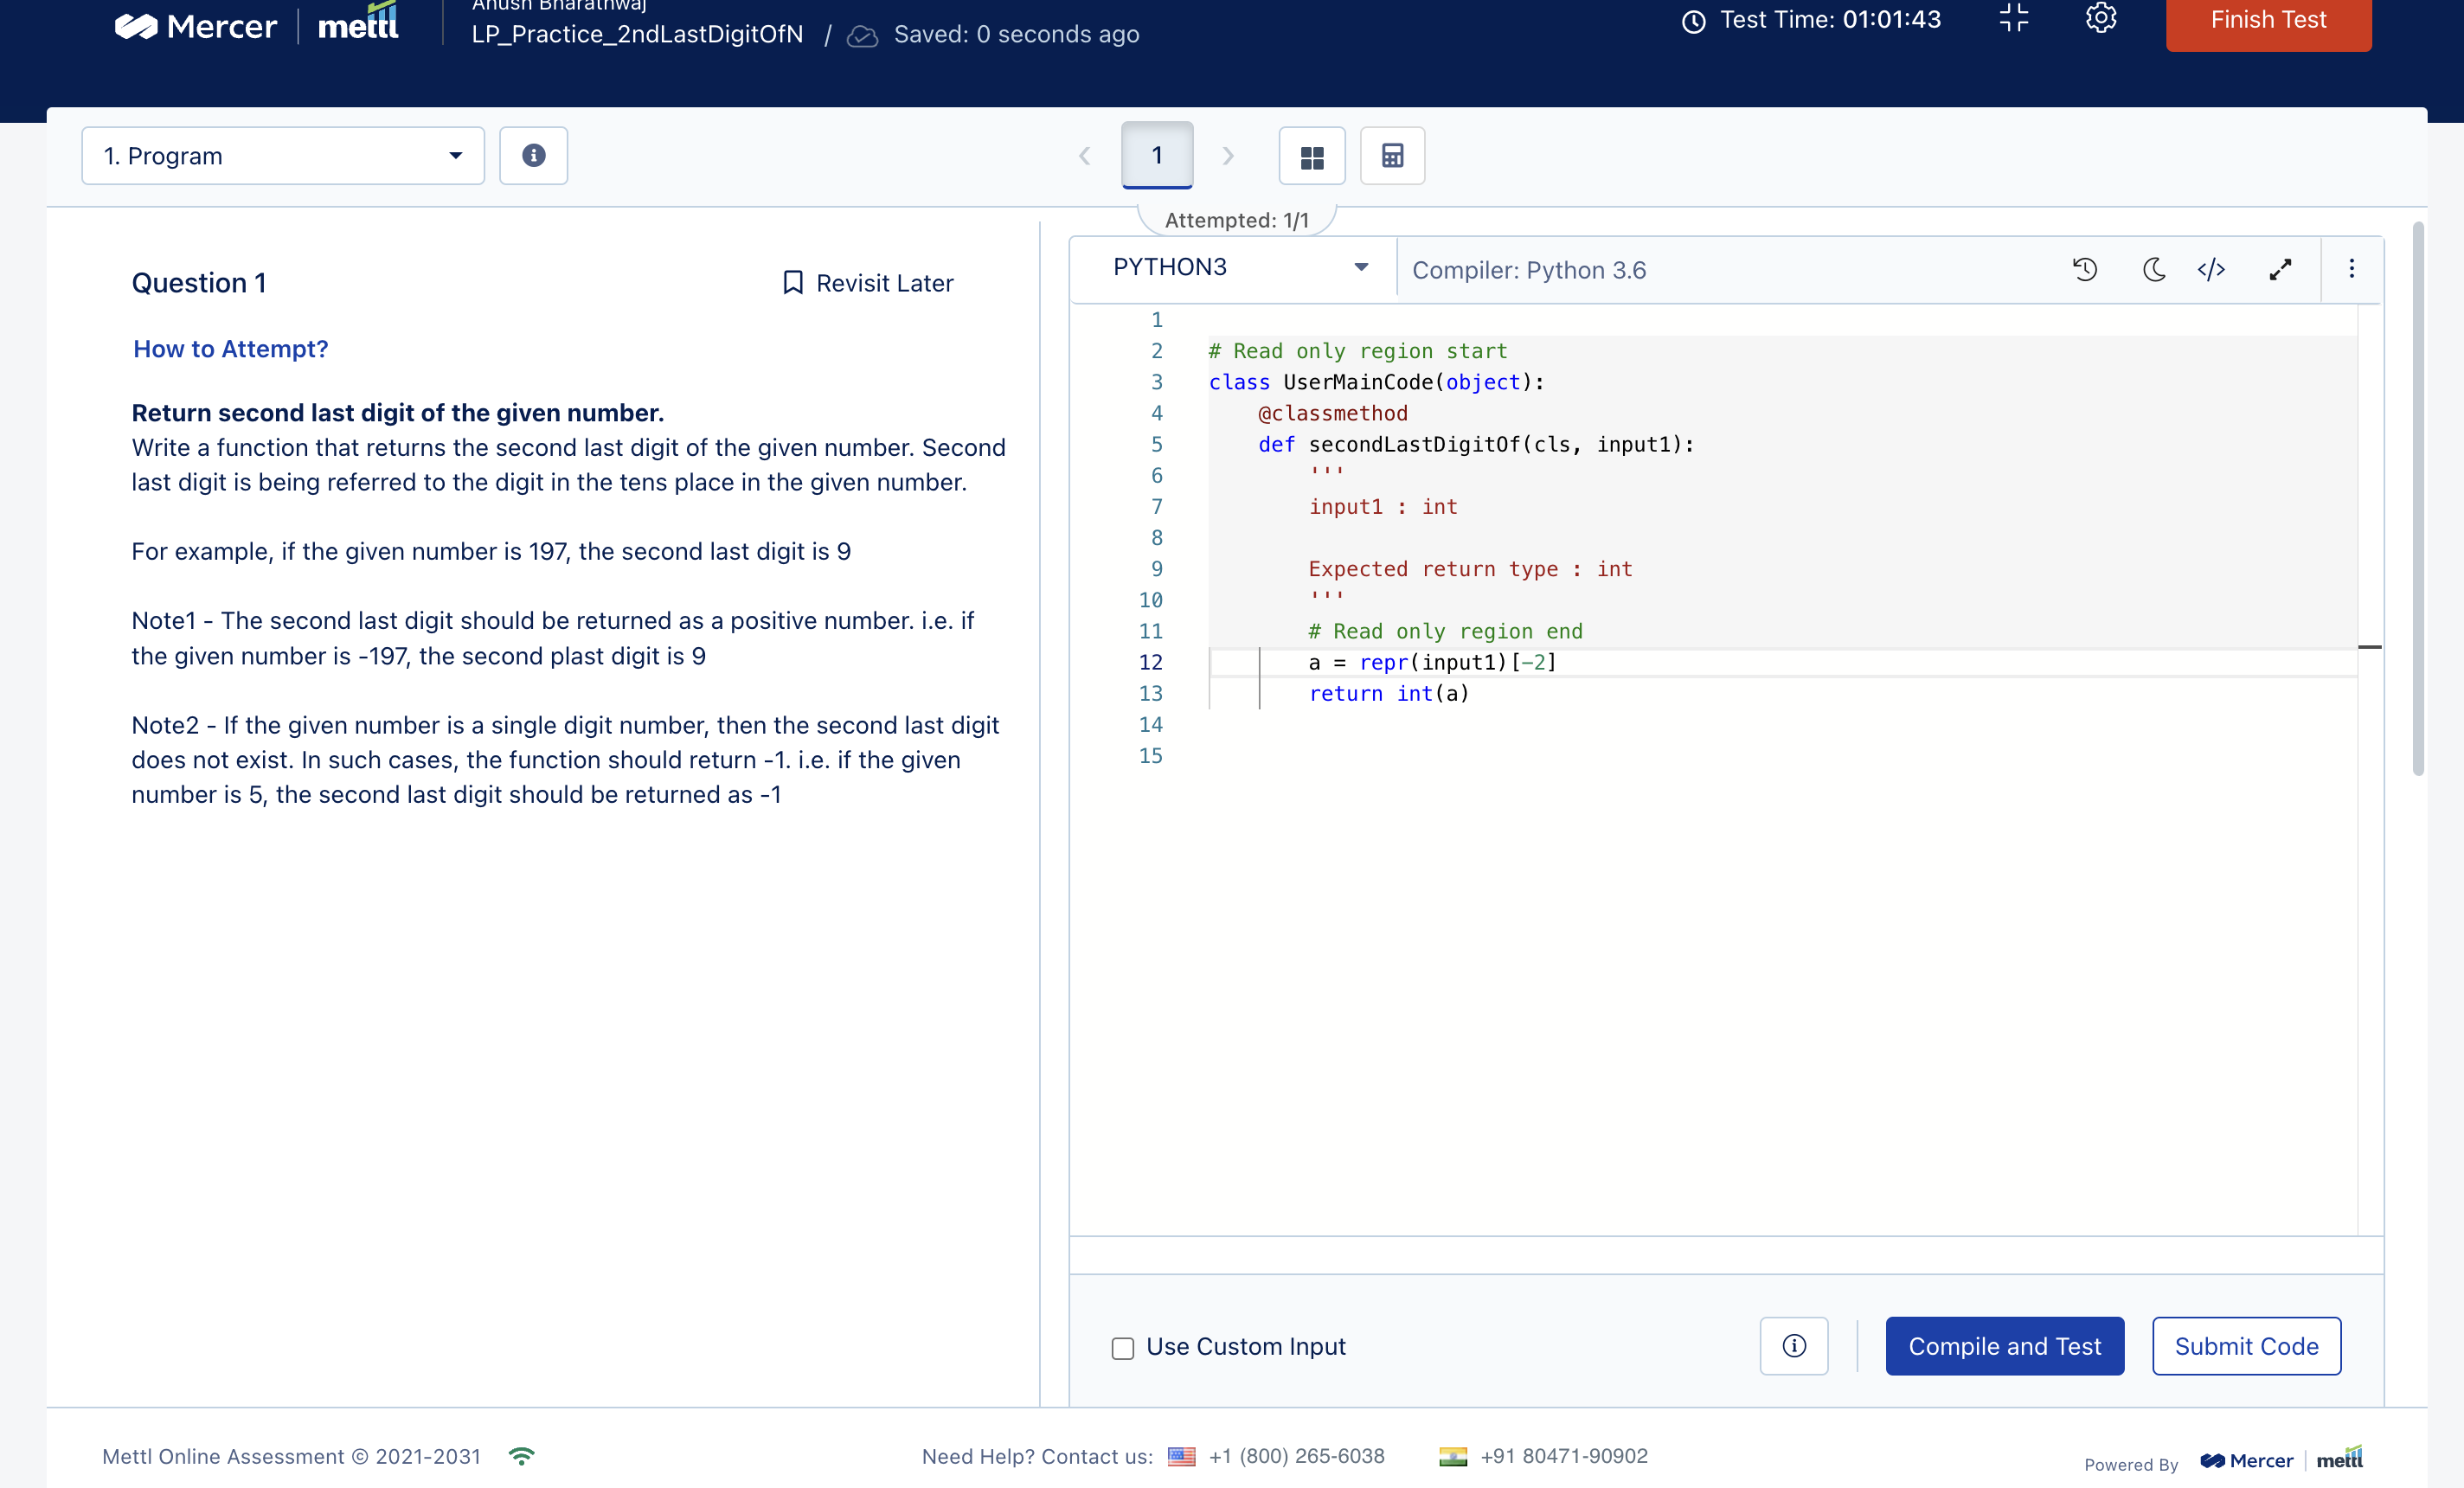 Mercer | mettl
Anush Bharathwaj
LP_Practice_2ndLastDigitOfN / Saved: 0 seconds ago
Test Time: 01:01:43
Finish Test
1. Program
1
Attempted: 1/1
Question 1
Revisit Later
How to Attempt?
Return second last digit of the given number.
Write a function that returns the second last digit of the given number. Second
last digit is being referred to the digit in the tens place in the given number.
For example, if the given number is 197, the second last digit is 9
Note1 - The second last digit should be returned as a positive number. i.e. if
the given number is -197, the second plast digit is 9
Note2 - If the given number is a single digit number, then the second last digit
does not exist. In such cases, the function should return -1. i.e. if the given
number is 5, the second last digit should be returned as -1
PYTHON3
Compiler: Python 3.6
1
2 # Read only region start
3 class UserMainCode(object):
4     @classmethod
5     def secondLastDigitOf(cls, input1):
6         '''
7         input1 : int
8
9         Expected return type : int
10         '''
11         # Read only region end
12         a = repr(input1)[-2]
13         return int(a)
14
15
Use Custom Input
Compile and Test
Submit Code
Mettl Online Assessment © 2021-2031
Need Help? Contact us: +1 (800) 265-6038 +91 80471-90902
Powered By Mercer | mettl